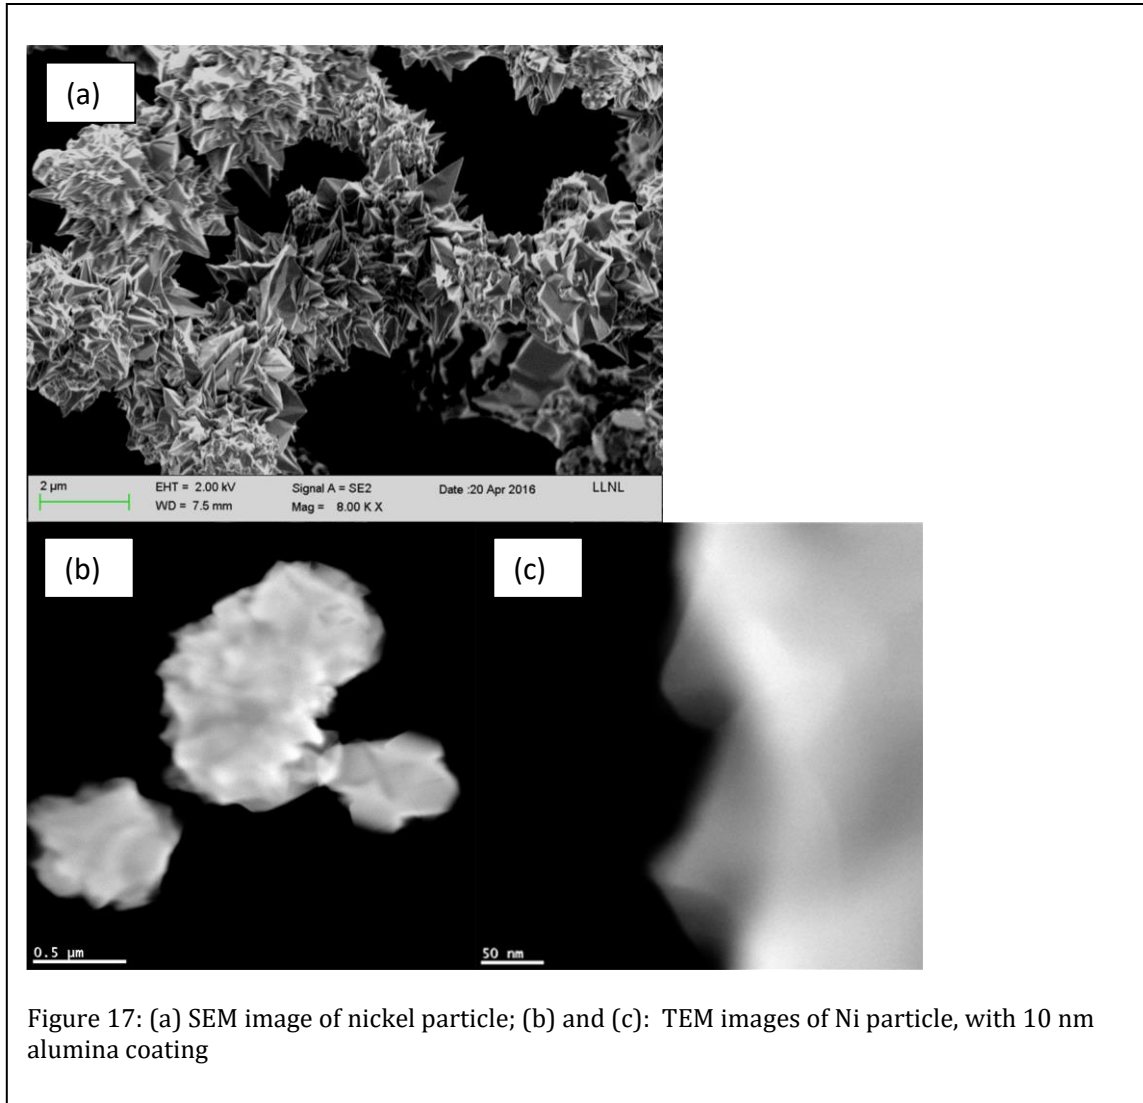 (a)
2 µm
EHT = 2.00 kV
Signal A = SE2
Date :20 Apr 2016
LLNL
WD = 7.5 mm
Mag = 8.00 K X
(b)
(c)
0.5 µm
50 nm
Figure 17: (a) SEM image of nickel particle; (b) and (c): TEM images of Ni particle, with 10 nm
alumina coating